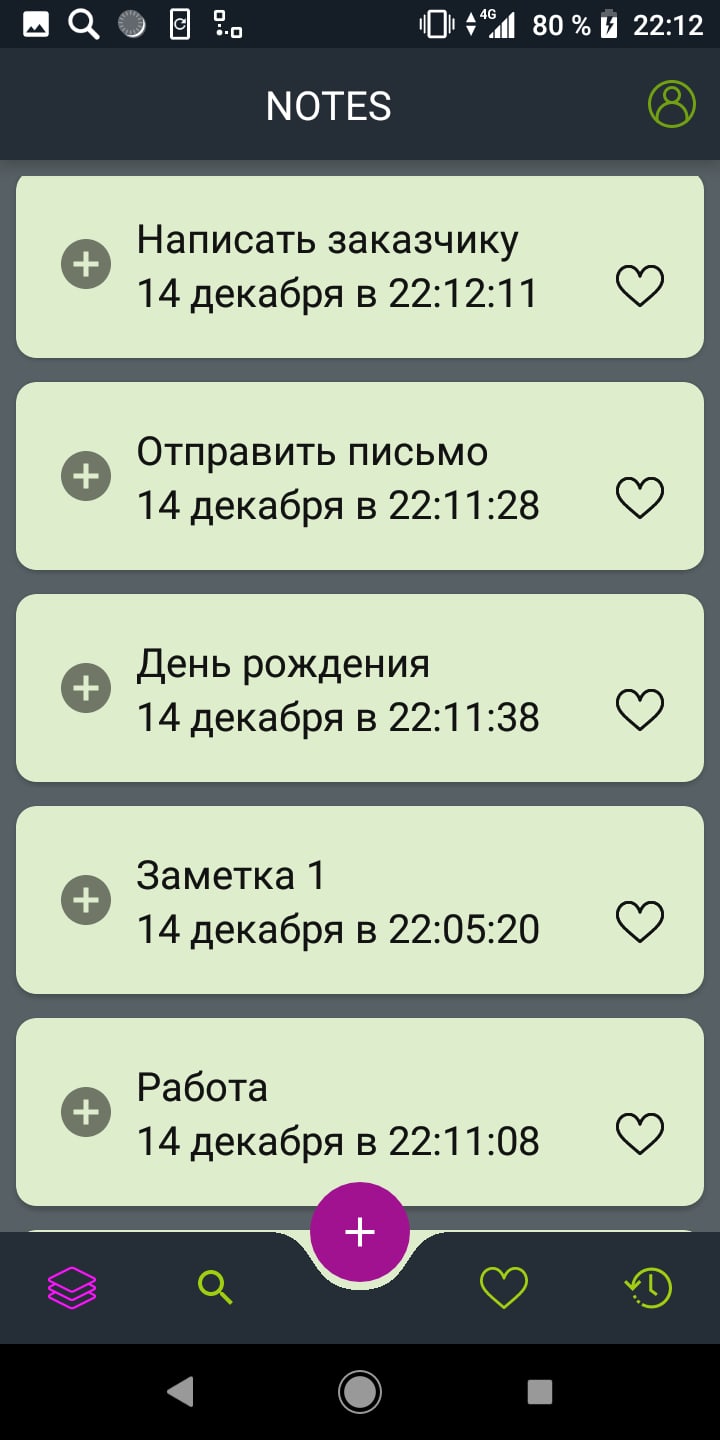 4G 80 % 22:12
NOTES
Написать заказчику
14 декабря в 22:12:11
Отправить письмо
14 декабря в 22:11:28
День рождения
14 декабря в 22:11:38
Заметка 1
14 декабря в 22:05:20
Работа
14 декабря в 22:11:08